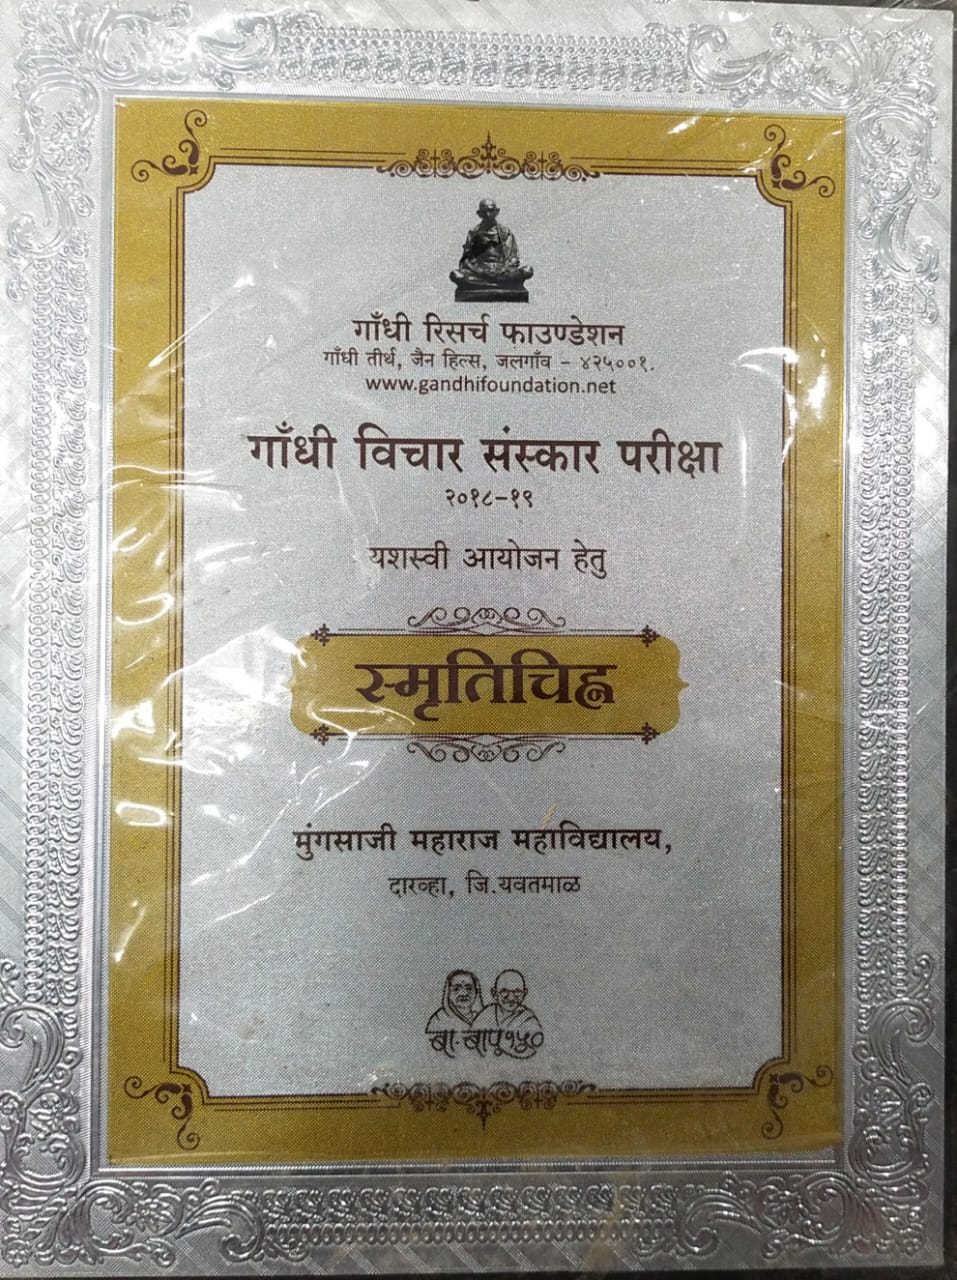 गाँधी रिसर्च फाउण्डेशन
गाँधी तीर्थ, जैन हिल्स, जलगाँव - ४२५००१.
www.gandhifoundation.net
गाँधी विचार संस्कार परीक्षा
२०१८-१९
यशस्वी आयोजन हेतु
स्मृतिचिह्न
मुंगसाजी महाराज महाविद्यालय,
दारव्हा, जि.यवतमाळ
बा·बापू १५०